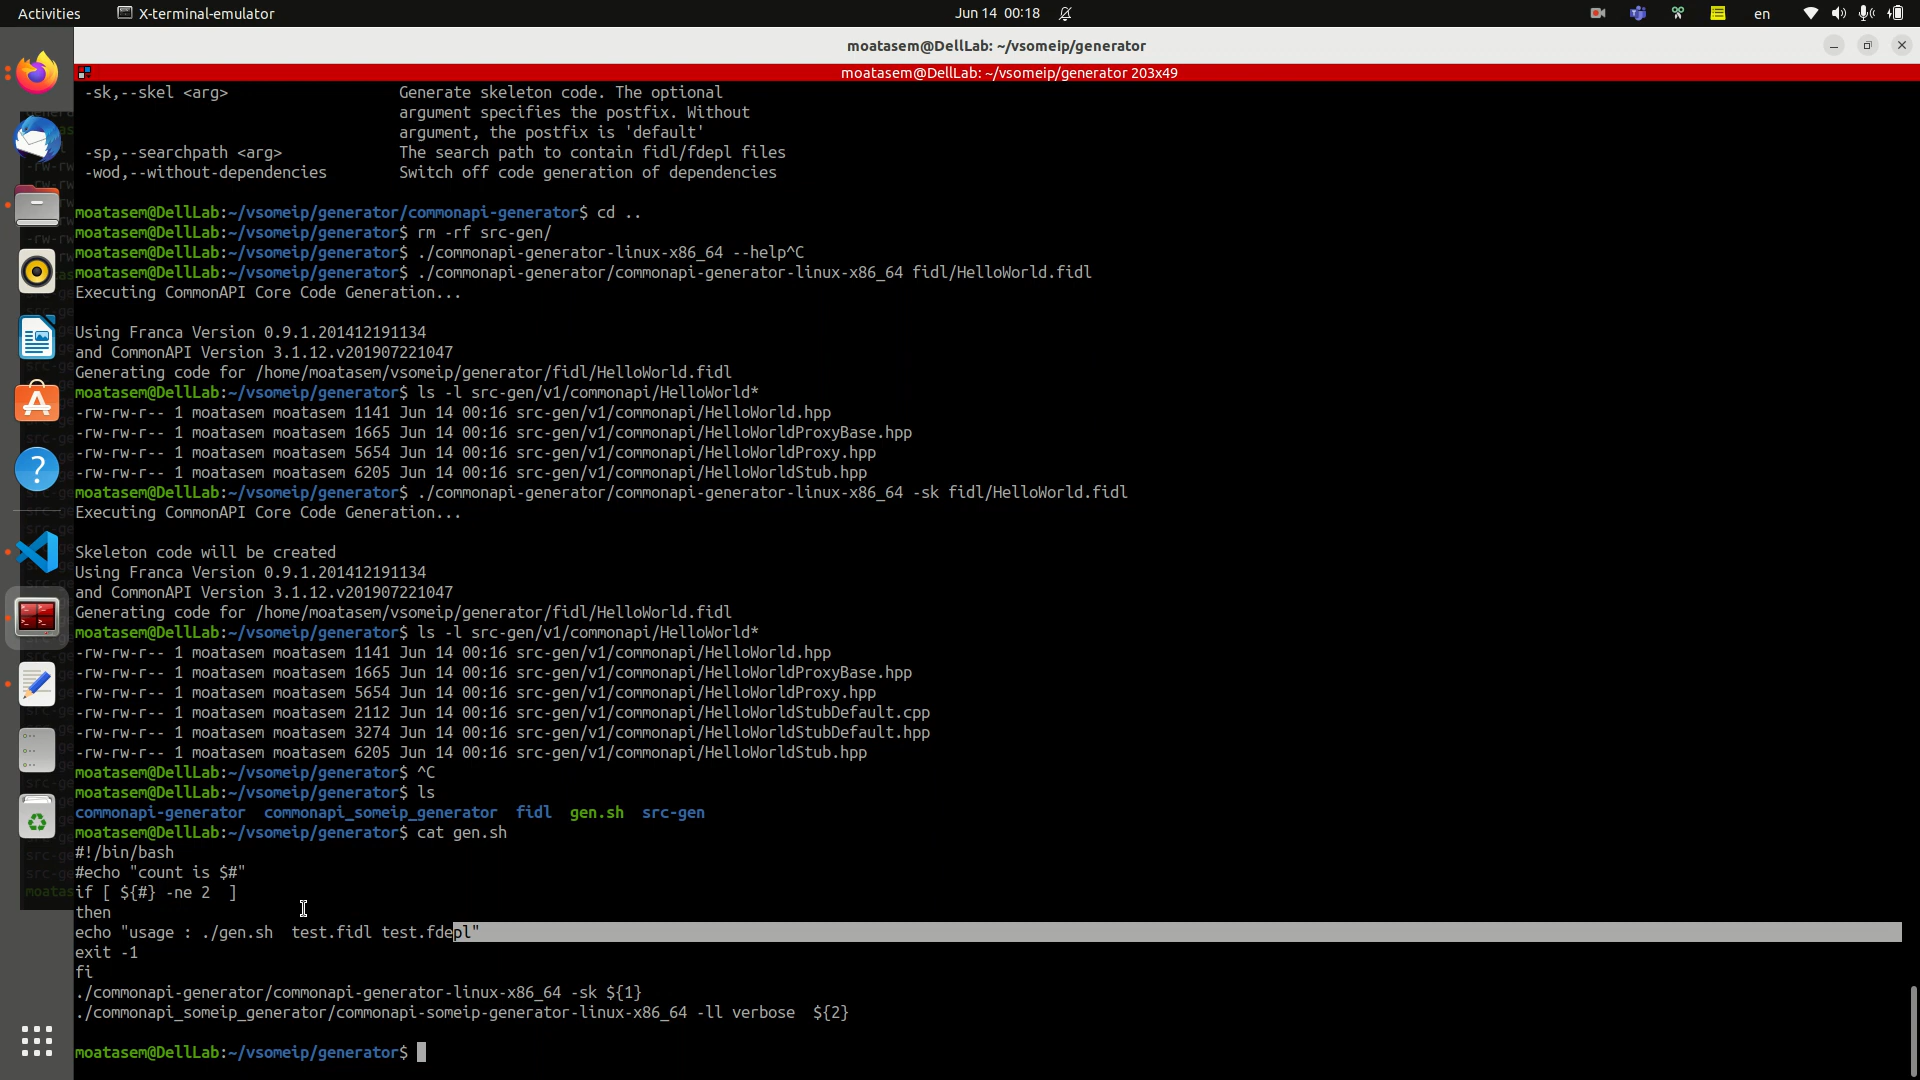 Activities
X-terminal-emulator
Jun 14 00:18
en
moatasem@DellLab: ~/vsomeip/generator
moatasem@DellLab: ~/vsomeip/generator 203x49
-sk,--skel <arg> Generate skeleton code. The optional
argument specifies the postfix. Without
argument, the postfix is 'default'
-sp,--searchpath <arg> The search path to contain fidl/fdepl files
-wod,--without-dependencies Switch off code generation of dependencies
moatasem@DellLab:~/vsomeip/generator/commonapi-generator$ cd ..
moatasem@DellLab:~/vsomeip/generator$ rm -rf src-gen/
moatasem@DellLab:~/vsomeip/generator$ ./commonapi-generator-linux-x86_64 --help^C
moatasem@DellLab:~/vsomeip/generator$ ./commonapi-generator/commonapi-generator-linux-x86_64 fidl/HelloWorld.fidl
Executing CommonAPI Core Code Generation...
Using Franca Version 0.9.1.201412191134
and CommonAPI Version 3.1.12.v201907221047
Generating code for /home/moatasem/vsomeip/generator/fidl/HelloWorld.fidl
moatasem@DellLab:~/vsomeip/generator$ ls -l src-gen/v1/commonapi/HelloWorld*
-rw-rw-r-- 1 moatasem moatasem 1141 Jun 14 00:16 src-gen/v1/commonapi/HelloWorld.hpp
-rw-rw-r-- 1 moatasem moatasem 1665 Jun 14 00:16 src-gen/v1/commonapi/HelloWorldProxyBase.hpp
-rw-rw-r-- 1 moatasem moatasem 5654 Jun 14 00:16 src-gen/v1/commonapi/HelloWorldProxy.hpp
-rw-rw-r-- 1 moatasem moatasem 6205 Jun 14 00:16 src-gen/v1/commonapi/HelloWorldStub.hpp
moatasem@DellLab:~/vsomeip/generator$ ./commonapi-generator/commonapi-generator-linux-x86_64 -sk fidl/HelloWorld.fidl
Executing CommonAPI Core Code Generation...
Skeleton code will be created
Using Franca Version 0.9.1.201412191134
and CommonAPI Version 3.1.12.v201907221047
Generating code for /home/moatasem/vsomeip/generator/fidl/HelloWorld.fidl
moatasem@DellLab:~/vsomeip/generator$ ls -l src-gen/v1/commonapi/HelloWorld*
-rw-rw-r-- 1 moatasem moatasem 1141 Jun 14 00:16 src-gen/v1/commonapi/HelloWorld.hpp
-rw-rw-r-- 1 moatasem moatasem 1665 Jun 14 00:16 src-gen/v1/commonapi/HelloWorldProxyBase.hpp
-rw-rw-r-- 1 moatasem moatasem 5654 Jun 14 00:16 src-gen/v1/commonapi/HelloWorldProxy.hpp
-rw-rw-r-- 1 moatasem moatasem 2112 Jun 14 00:16 src-gen/v1/commonapi/HelloWorldStubDefault.cpp
-rw-rw-r-- 1 moatasem moatasem 3274 Jun 14 00:16 src-gen/v1/commonapi/HelloWorldStubDefault.hpp
-rw-rw-r-- 1 moatasem moatasem 6205 Jun 14 00:16 src-gen/v1/commonapi/HelloWorldStub.hpp
moatasem@DellLab:~/vsomeip/generator$ ^C
moatasem@DellLab:~/vsomeip/generator$ ls
commonapi-generator commonapi_someip_generator fidl gen.sh src-gen
moatasem@DellLab:~/vsomeip/generator$ cat gen.sh
#!/bin/bash
#echo "count is $#"
if [ ${#} -ne 2 ]
then
echo "usage : ./gen.sh test.fidl test.fdepl"
exit -1
fi
./commonapi-generator/commonapi-generator-linux-x86_64 -sk ${1}
./commonapi_someip_generator/commonapi-someip-generator-linux-x86_64 -ll verbose ${2}
moatasem@DellLab:~/vsomeip/generator$